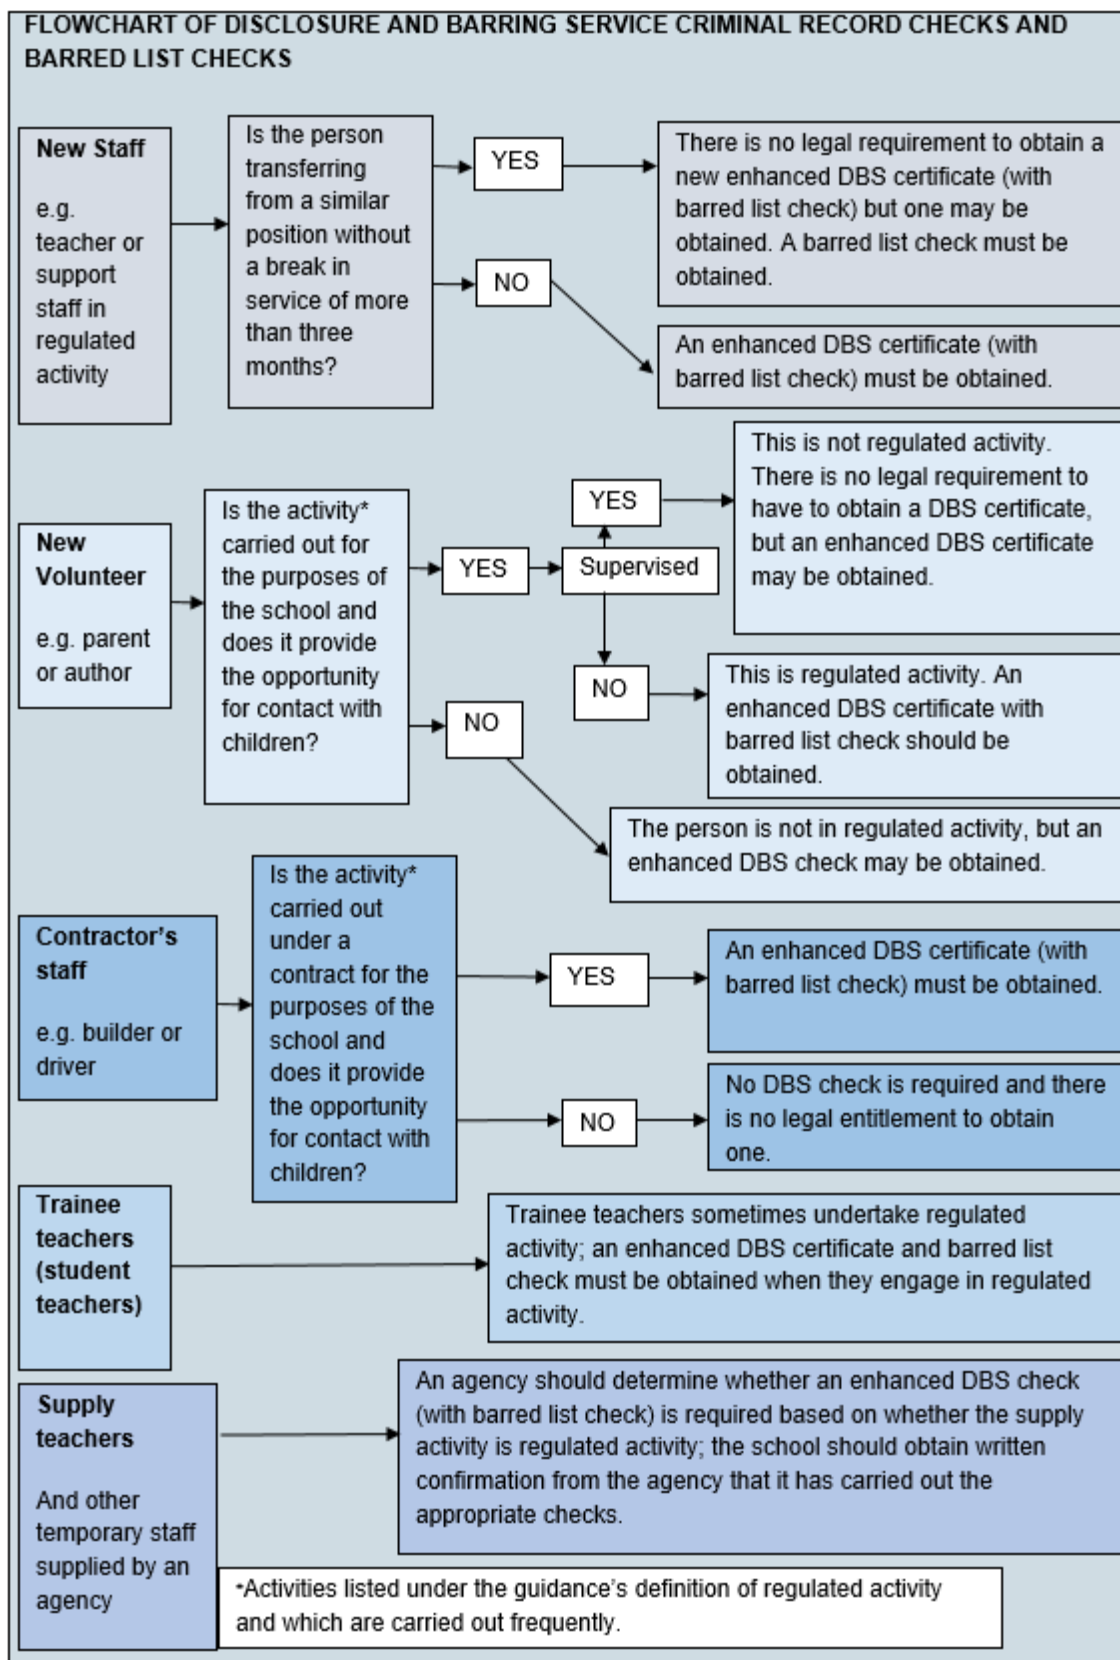 FLOWCHART OF DISCLOSURE AND BARRING SERVICE CRIMINAL RECORD CHECKS AND
BARRED LIST CHECKS
New Staff
e.g.
teacher or
support
staff in
regulated
activity
Is the person
transferring
from a similar
position without
a break in
service of more
than three
months?
YES
There is no legal requirement to obtain a
new enhanced DBS certificate (with
barred list check) but one may be
obtained. A barred list check must be
obtained.
NO
An enhanced DBS certificate (with
barred list check) must be obtained.
New
Volunteer
e.g. parent
or author
Is the activity*
carried out for
the purposes of
the school and
does it provide
the opportunity
for contact with
children?
YES
Supervised
YES
This is not regulated activity.
There is no legal requirement to
have to obtain a DBS certificate,
but an enhanced DBS certificate
may be obtained.
NO
This is regulated activity. An
enhanced DBS certificate with
barred list check should be
obtained.
NO
The person is not in regulated activity, but an
enhanced DBS check may be obtained.
Contractor's
staff
e.g. builder or
driver
Is the activity*
carried out
under a
contract for the
purposes of the
school and
does it provide
the opportunity
for contact with
children?
YES
An enhanced DBS certificate (with
barred list check) must be obtained.
NO
No DBS check is required and there
is no legal entitlement to obtain
one.
Trainee
teachers
(student
teachers)
Trainee teachers sometimes undertake regulated
activity; an enhanced DBS certificate and barred list
check must be obtained when they engage in regulated
activity.
Supply
teachers
And other
temporary staff
supplied by an
agency
An agency should determine whether an enhanced DBS check
(with barred list check) is required based on whether the supply
activity is regulated activity; the school should obtain written
confirmation from the agency that it has carried out the
appropriate checks.
*Activities listed under the guidance's definition of regulated activity
and which are carried out frequently.